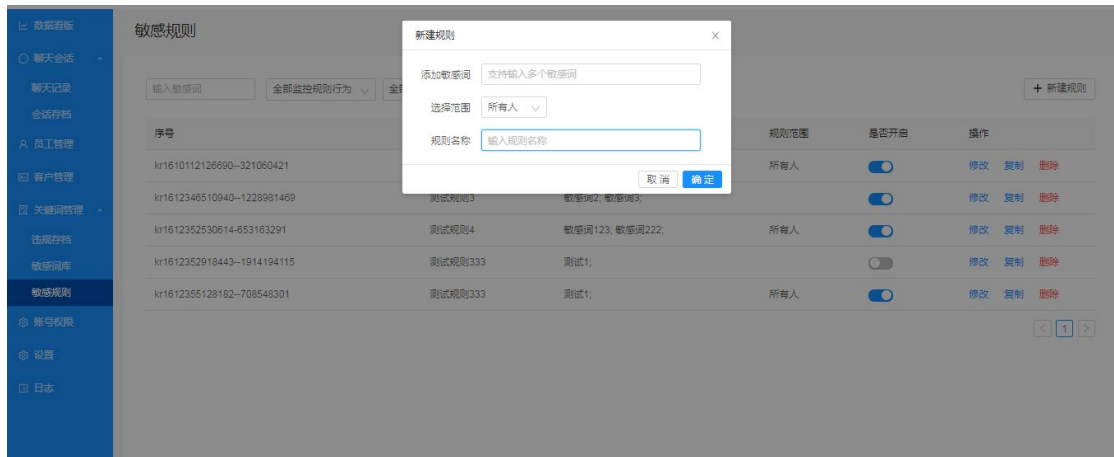 数据看版
聊天会话
聊天记录
会话存档
员工管理
客户管理
关键词管理
违规存档
敏感词库
敏感规则
账号权限
设置
日志
敏感规则
输入敏感词 全部监控规则行为 全 + 新建规则
序号 规则范围 是否开启 操作
kr1610112126690--321060421 所有人 修改 复制 删除
kr1612346510940--1228981469 测试规则3 敏感词2; 敏感词3; 修改 复制 删除
kr1612352530614-653163291 测试规则4 敏感词123; 敏感词222; 所有人 修改 复制 删除
kr1612352918443--1914194115 测试规则333 测试1; 修改 复制 删除
kr1612355128182--708548301 测试规则333 测试1; 所有人 修改 复制 删除
< 1 >
新建规则 ×
添加敏感词 支持输入多个敏感词
选择范围 所有人
规则名称 输入规则名称
取消 确定